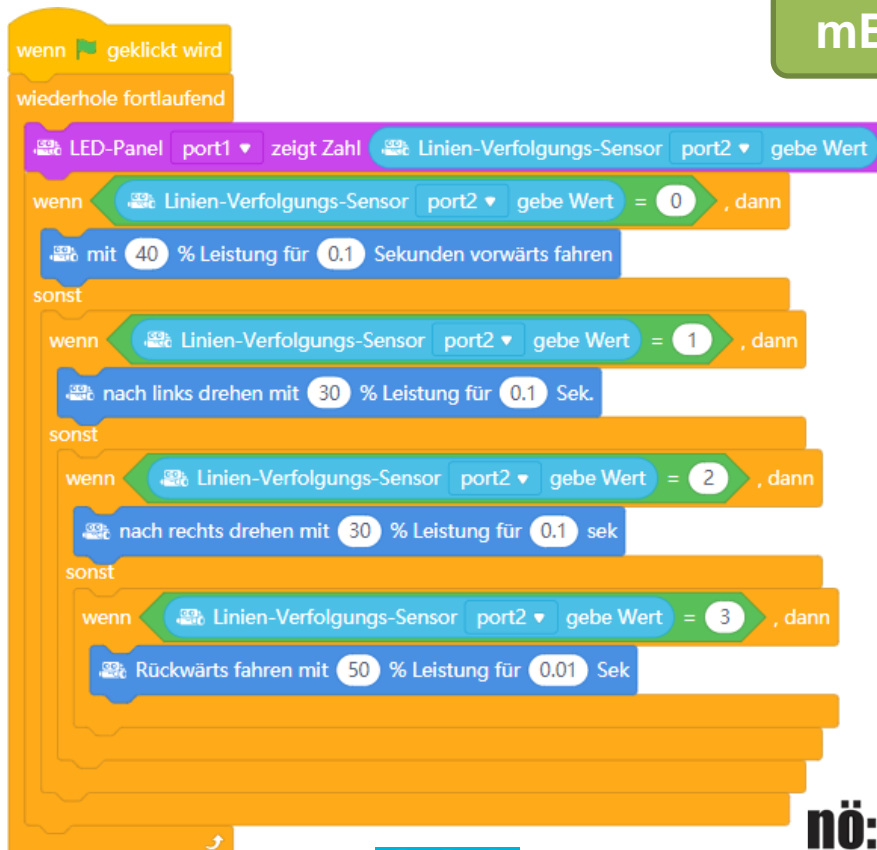 mE
wenn geklickt wird
wiederhole fortlaufend
LED-Panel port1 zeigt Zahl Linien-Verfolgungs-Sensor port2 gebe Wert
wenn Linien-Verfolgungs-Sensor port2 gebe Wert = 0 , dann
mit 40 % Leistung für 0.1 Sekunden vorwärts fahren
sonst
wenn Linien-Verfolgungs-Sensor port2 gebe Wert = 1 , dann
nach links drehen mit 30 % Leistung für 0.1 Sek.
sonst
wenn Linien-Verfolgungs-Sensor port2 gebe Wert = 2 , dann
nach rechts drehen mit 30 % Leistung für 0.1 sek
sonst
wenn Linien-Verfolgungs-Sensor port2 gebe Wert = 3 , dann
Rückwärts fahren mit 50 % Leistung für 0.01 Sek
nö: